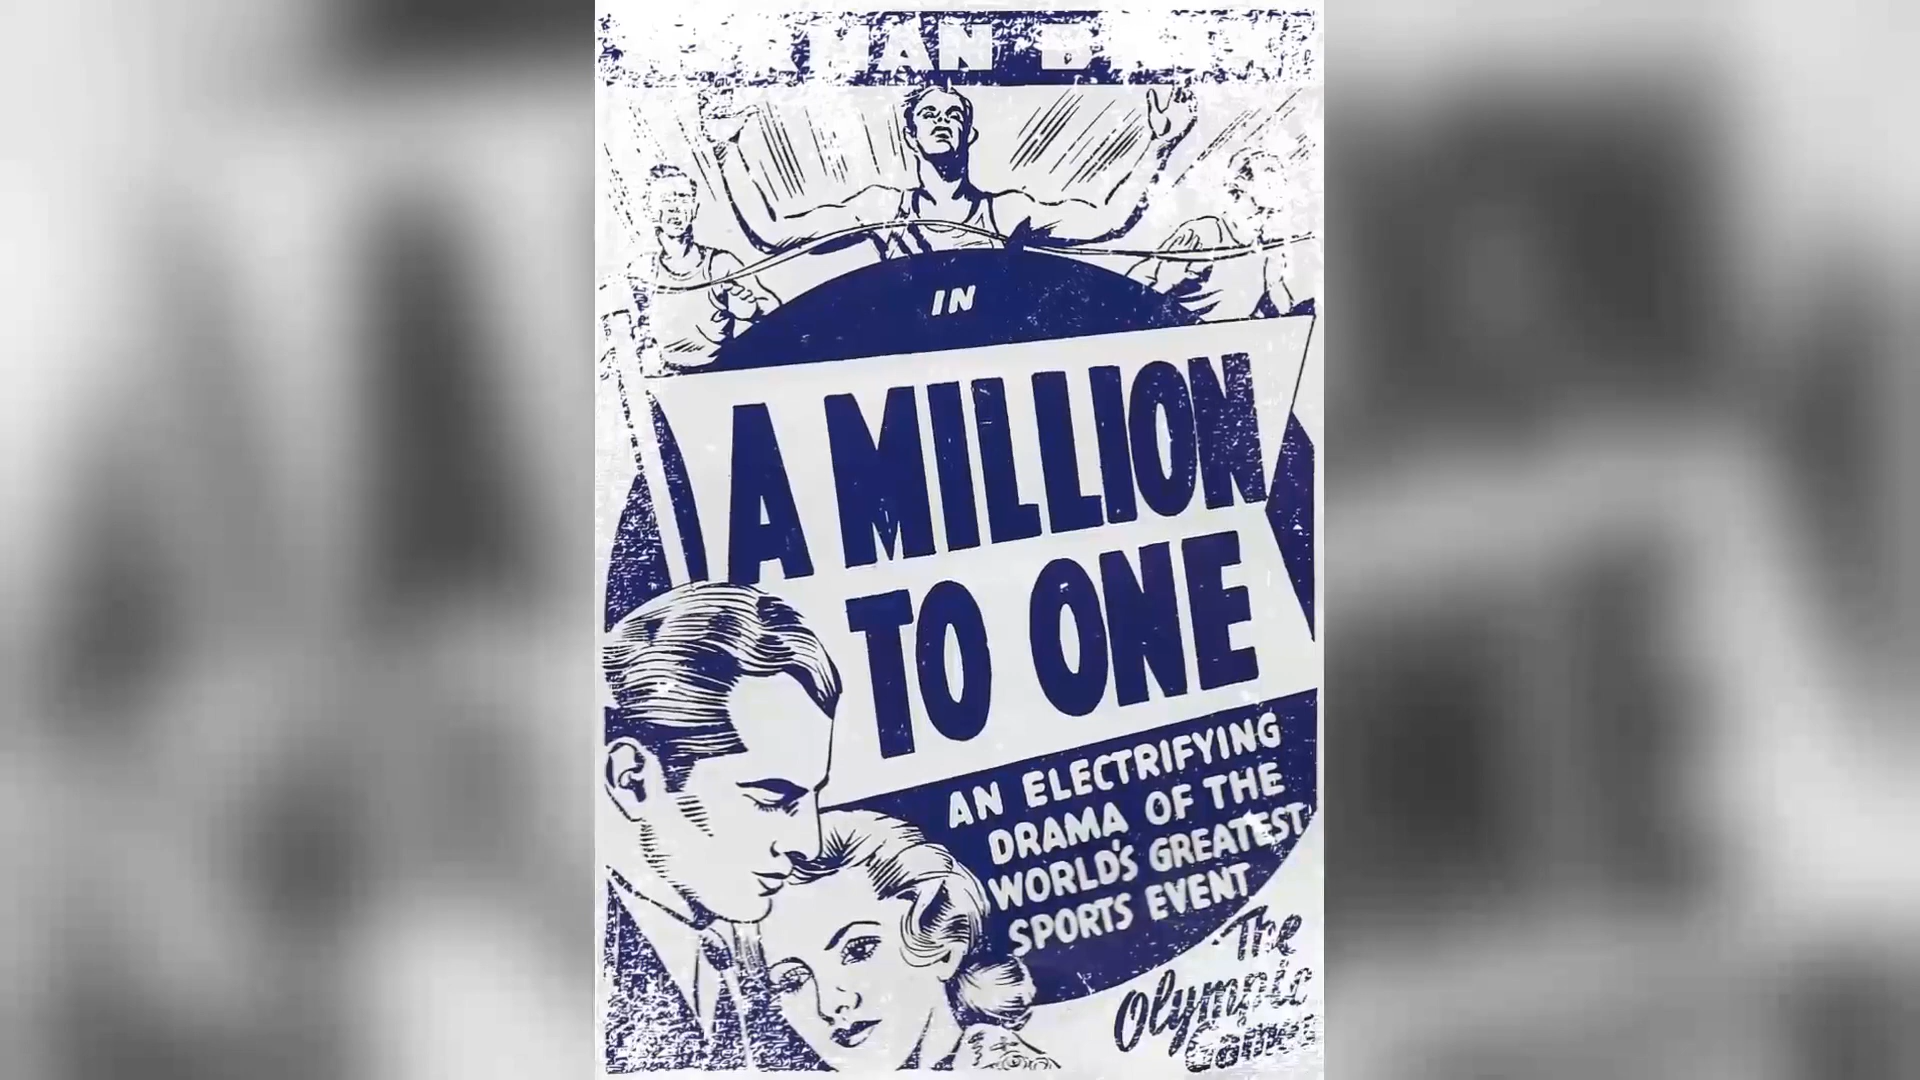 IN
A MILLION
TO ONE
AN ELECTRIFYING
DRAMA OF THE
WORLD'S GREATEST
SPORTS EVENT
The
Olympic
Games